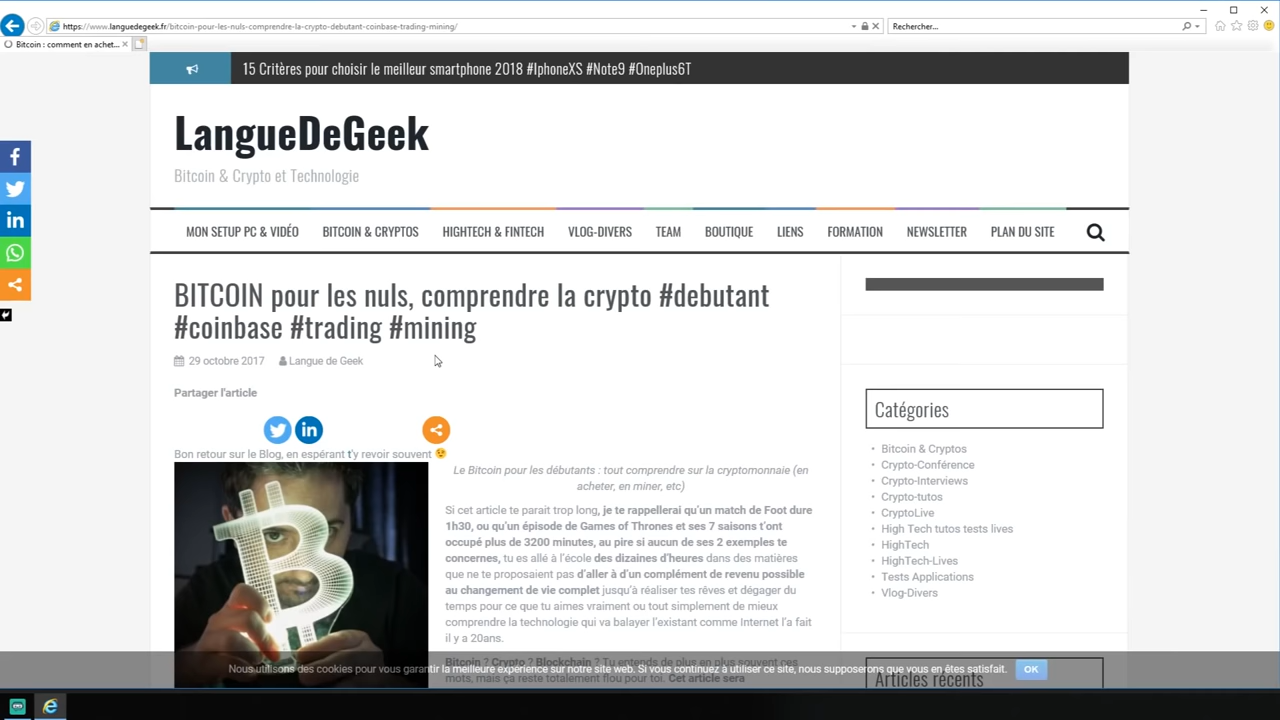 https://www.languedegeek.fr/bitcoin-pour-les-nuls-comprendre-la-crypto-debutant-coinbase-trading-mining/
Rechercher...
Bitcoin : comment en achet...
15 Critères pour choisir le meilleur smartphone 2018 #IphoneXS #Note9 #Oneplus6T
LangueDeGeek
Bitcoin & Crypto et Technologie
MON SETUP PC & VIDÉO BITCOIN & CRYPTOS HIGHTECH & FINTECH VLOG-DIVERS TEAM BOUTIQUE LIENS FORMATION NEWSLETTER PLAN DU SITE
BITCOIN pour les nuls, comprendre la crypto #debutant
#coinbase #trading #mining
29 octobre 2017 Langue de Geek
Partager l'article
Bon retour sur le Blog, en espérant t'y revoir souvent
Le Bitcoin pour les débutants : tout comprendre sur la cryptomonnaie (en
acheter, en miner, etc)
Si cet article te parait trop long, je te rappellerai qu'un match de Foot dure
1h30, ou qu'un épisode de Games of Thrones et ses 7 saisons t'ont
occupé plus de 3200 minutes, au pire si aucun de ses 2 exemples te
concernes, tu es allé à l'école des dizaines d'heures dans des matières
que ne te proposaient pas d'aller à d'un complément de revenu possible
au changement de vie complet jusqu'à réaliser tes rêves et dégager du
temps pour ce que tu aimes vraiment ou tout simplement de mieux
comprendre la technologie qui va balayer l'existant comme Internet l'a fait
il y a 20ans.
Bitcoin ? Crypto ? Blockchain ? Tu entends de plus en plus souvent ces
mots, mais ça reste totalement flou pour toi. Cet article sera
Catégories
Bitcoin & Cryptos
Crypto-Conférence
Crypto-Interviews
Crypto-tutos
CryptoLive
High Tech tutos tests lives
HighTech
HighTech-Lives
Tests Applications
Vlog-Divers
Articles récents
Nous utilisons des cookies pour vous garantir la meilleure expérience sur notre site web. Si vous continuez à utiliser ce site, nous supposerons que vous en êtes satisfait. OK